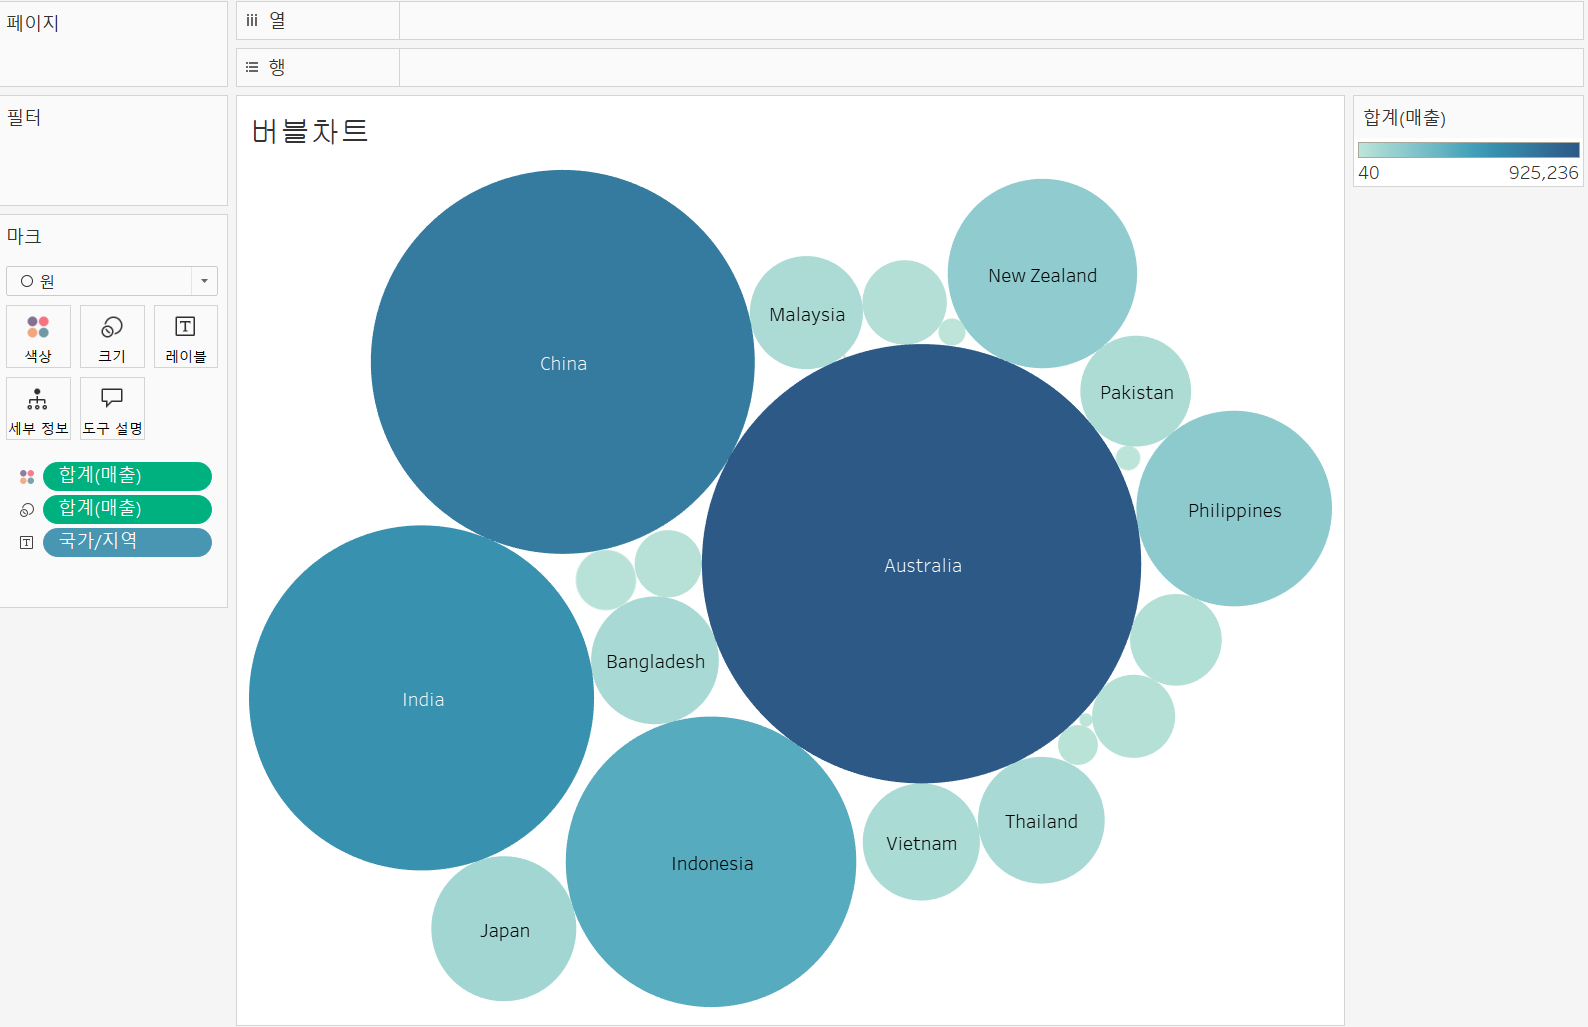 페이지
열
행
필터
마크
원
색상
크기
레이블
세부 정보
도구 설명
합계(매출)
합계(매출)
국가/지역
버블차트
China
Malaysia
New Zealand
Pakistan
Philippines
Australia
Bangladesh
India
Indonesia
Vietnam
Thailand
Japan
합계(매출)
40 925,236